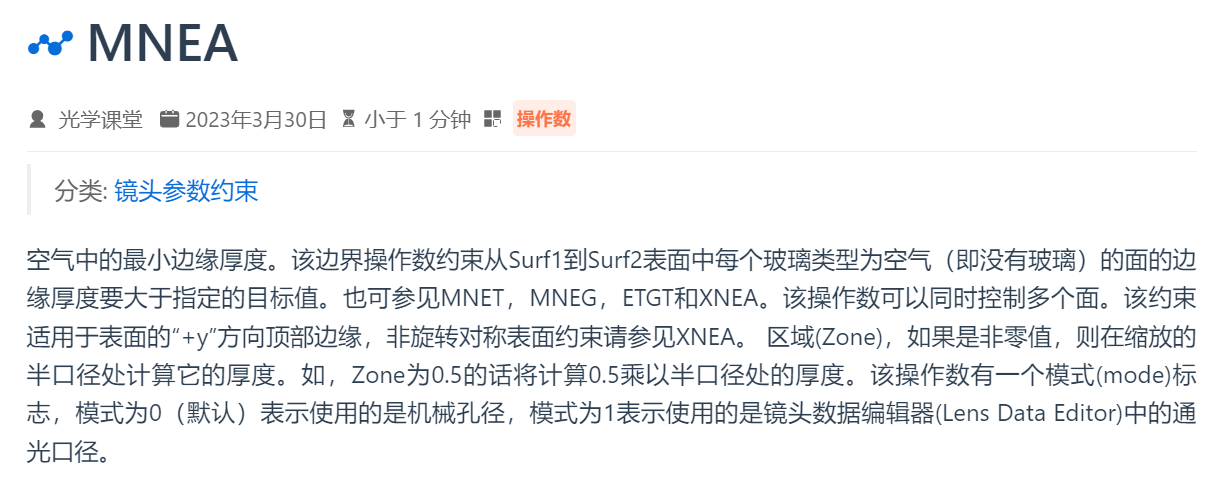 MNEA
光学课堂 2023年3月30日 小于 1 分钟 操作数
分类: 镜头参数约束
空气中的最小边缘厚度。该边界操作数约束从Surf1到Surf2表面中每个玻璃类型为空气（即没有玻璃）的面的边
缘厚度要大于指定的目标值。也可参见MNET，MNEG，ETGT和XNEA。该操作数可以同时控制多个面。该约束
适用于表面的“+y”方向顶部边缘，非旋转对称表面约束请参见XNEA。 区域(Zone)，如果是非零值，则在缩放的
半口径处计算它的厚度。如，Zone为0.5的话将计算0.5乘以半口径处的厚度。该操作数有一个模式(mode)标
志，模式为0（默认）表示使用的是机械孔径，模式为1表示使用的是镜头数据编辑器(Lens Data Editor)中的通
光口径。